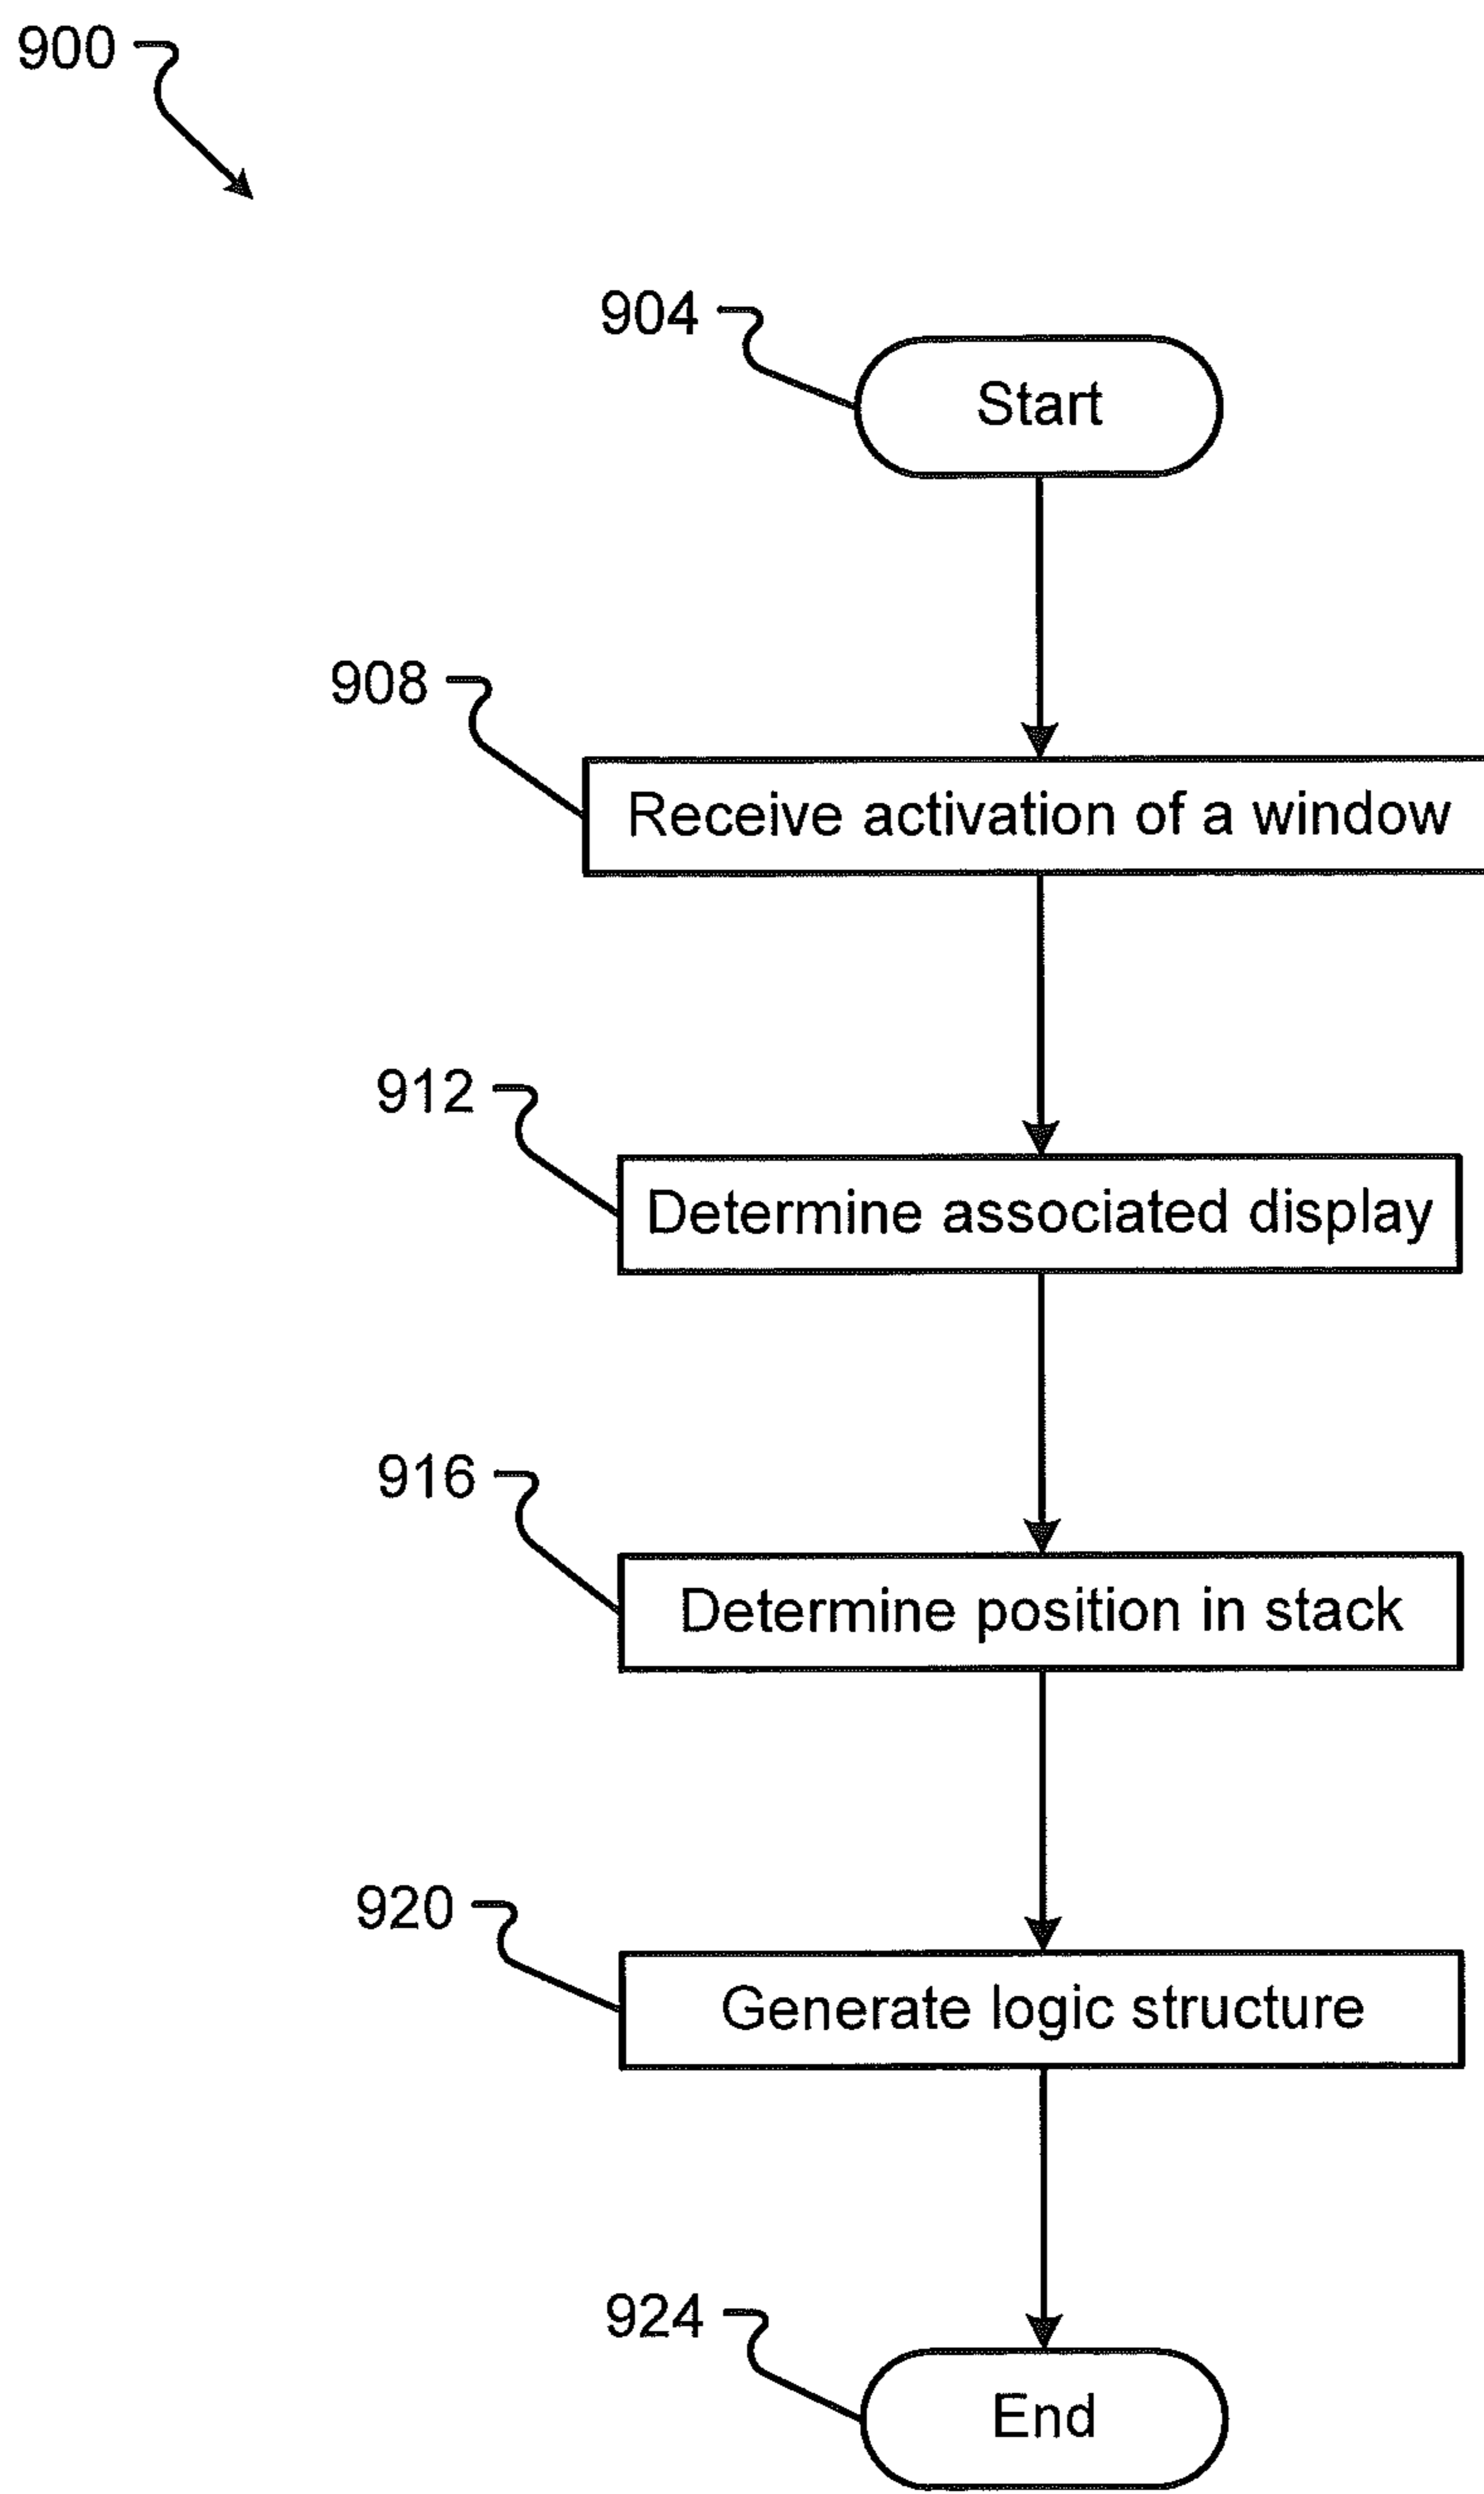 900
904
Start
908
Receive activation of a window
912
Determine associated display
916
Determine position in stack
920
Generate logic structure
924
End